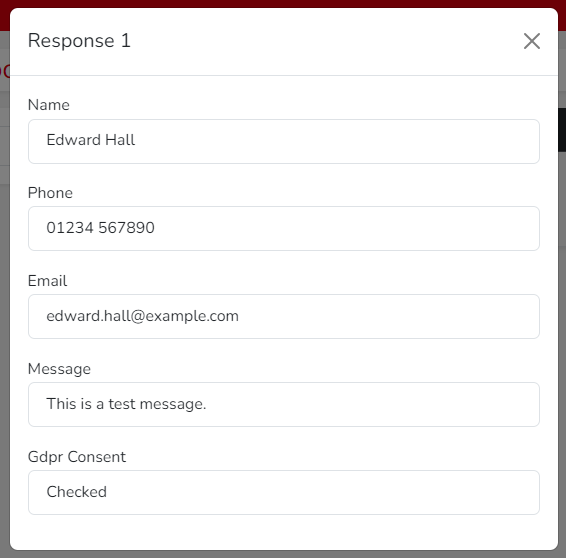 Response 1
Name
Edward Hall
Phone
01234 567890
Email
edward.hall@example.com
Message
This is a test message.
Gdpr Consent
Checked